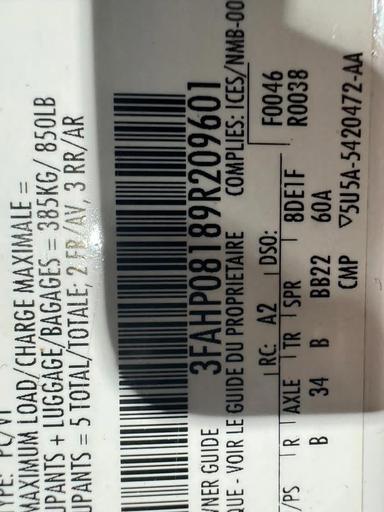 TYPE: PC/VP
MAXIMUM LOAD/CHARGE MAXIMALE =
UPANTS + LUGGAGE/BAGAGES = 385KG/ 850LB
UPANTS = 5 TOTAL/TOTALE; 2 FR/AV, 3 RR/AR
3FAHP08189R209601
NER GUIDE COMPLIES: ICES/NMB-00
QUE - VOIR LE GUIDE DU PROPRIETAIRE
F0046
RC: A2 DSO: R0038
/PS R AXLE TR SPR 8DE1F
B 34 B BB22 60A
CMP ▽5U5A-5420472-AA